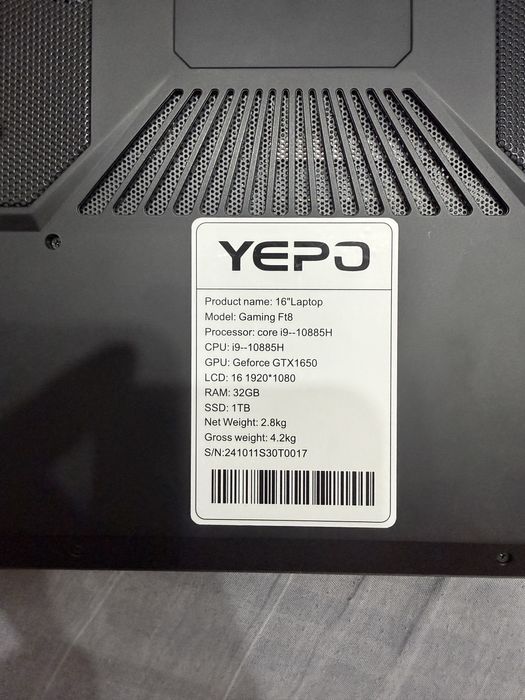 YEPO
Product name: 16"Laptop
Model: Gaming Ft8
Processor: core i9--10885H
CPU: i9--10885H
GPU: Geforce GTX1650
LCD: 16 1920*1080
RAM: 32GB
SSD: 1TB
Net Weight: 2.8kg
Gross weight: 4.2kg
S/N:241011S30T0017